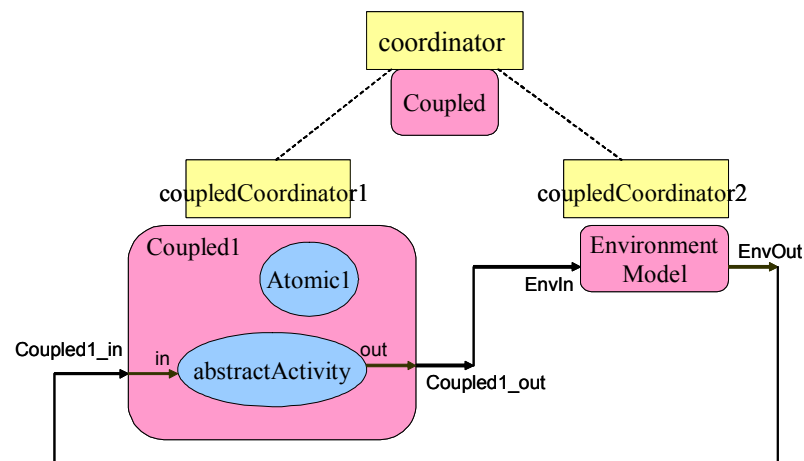 coordinator
Coupled
coupledCoordinator1
coupledCoordinator2
Coupled1
Atomic1
Environment
Model
EnvOut
EnvIn
Coupled1_in
in
abstractActivity
out
Coupled1_out